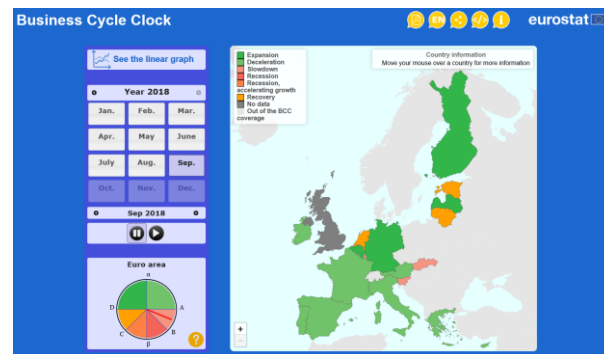 Business Cycle Clock
EN
eurostat
See the linear graph
Year 2018
Jan. Feb. Mar.
Apr. May June
July Aug. Sep.
Oct. Nov. Dec.
Sep 2018
Euro area
α
D A
C B
β
?
Expansion
Deceleration
Slowdown
Recession
Recession,
accelerating growth
Recovery
No data
Out of the BCC
coverage
Country information
Move your mouse over a country for more information
+
-